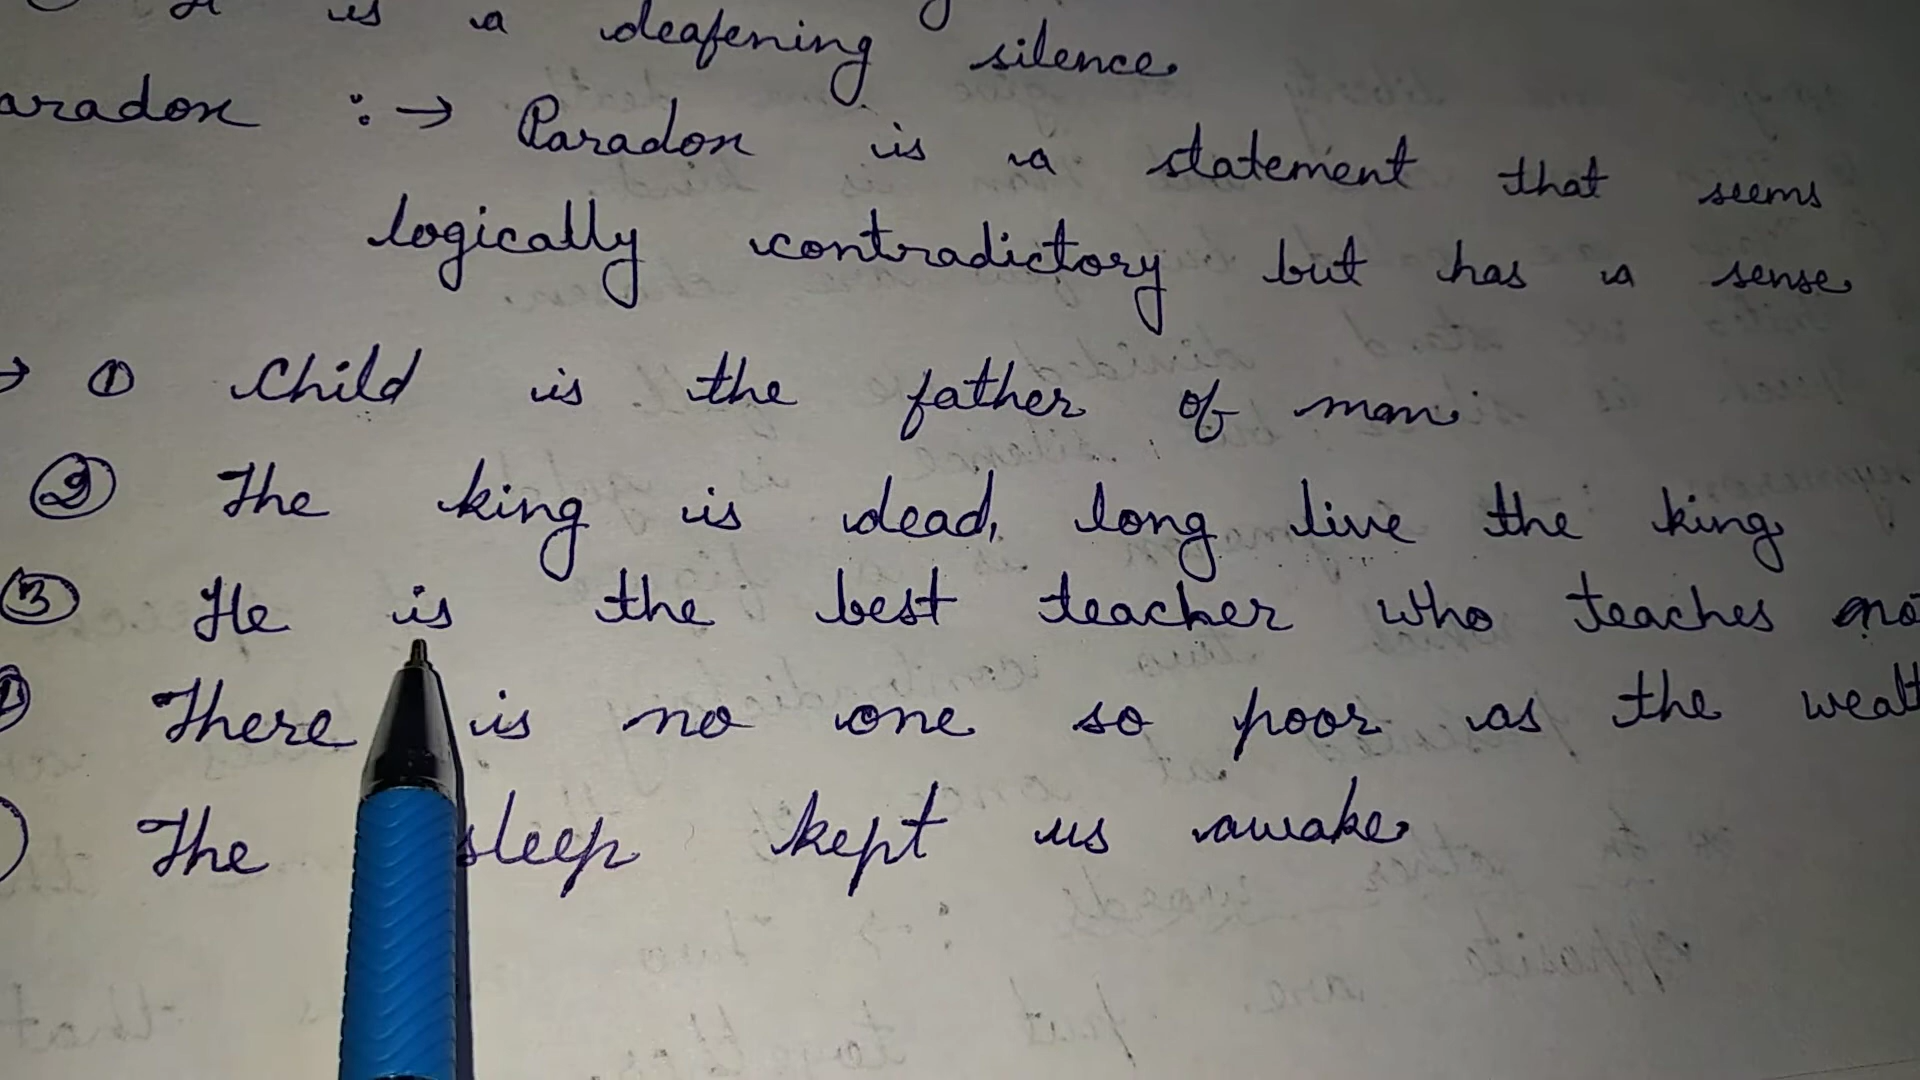 is a deafening silence.
aradox :→ Paradox is a statement that seems
logically contradictory but has a sense
→ ① Child is the father of man.
② The king is dead, long live the king
③ He is the best teacher who teaches
There is no one so poor as the wealt
The sleep kept us awake.